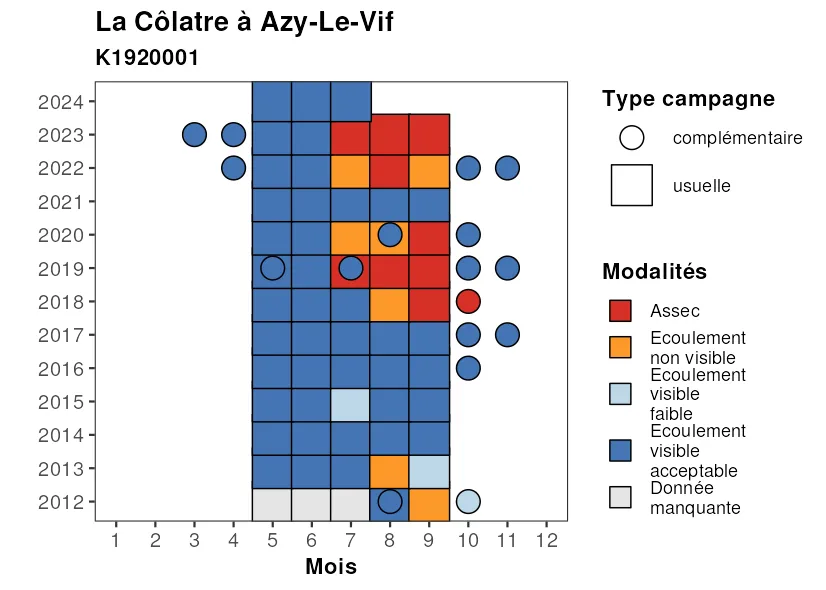 La Côlatre à Azy-Le-Vif
K1920001
2024
2023
2022
2021
2020
2019
2018
2017
2016
2015
2014
2013
2012
1 2 3 4 5 6 7 8 9 10 11 12
Mois
Type campagne
complémentaire
usuelle
Modalités
Assec
Ecoulement
non visible
Ecoulement
visible
faible
Ecoulement
visible
acceptable
Donnée
manquante